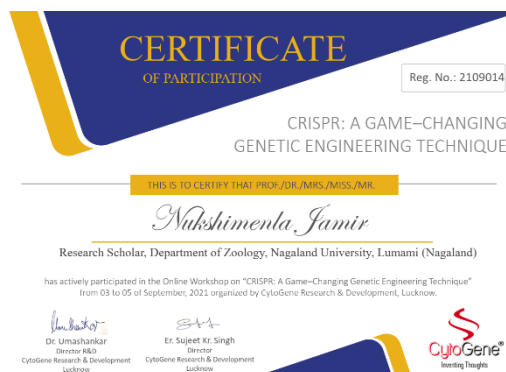 CERTIFICATE
OF PARTICIPATION
Reg. No.: 2109014
CRISPR: A GAME–CHANGING
GENETIC ENGINEERING TECHNIQUE
THIS IS TO CERTIFY THAT PROF./DR./MRS./MISS./MR.
Nukshimenla Jamir
Research Scholar, Department of Zoology, Nagaland University, Lumami (Nagaland)
has actively participated in the Online Workshop on "CRISPR: A Game–Changing Genetic Engineering Technique"
from 03 to 05 of September, 2021 organized by CytoGene Research & Development, Lucknow.
Dr. Umashankar
Director R&D
CytoGene Research & Development
Lucknow
Er. Sujeet Kr. Singh
Director
CytoGene Research & Development
Lucknow
CytoGene®
Inventing Thoughts